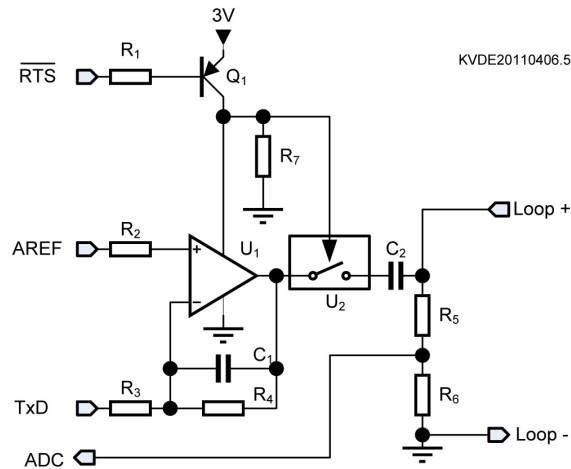 3V
R1
RTS
Q1
KVDE20110406.5
R7
Loop +
R2
AREF
+
U1
C2
−
U2
R5
C1
R3
R4
R6
TxD
ADC
Loop -